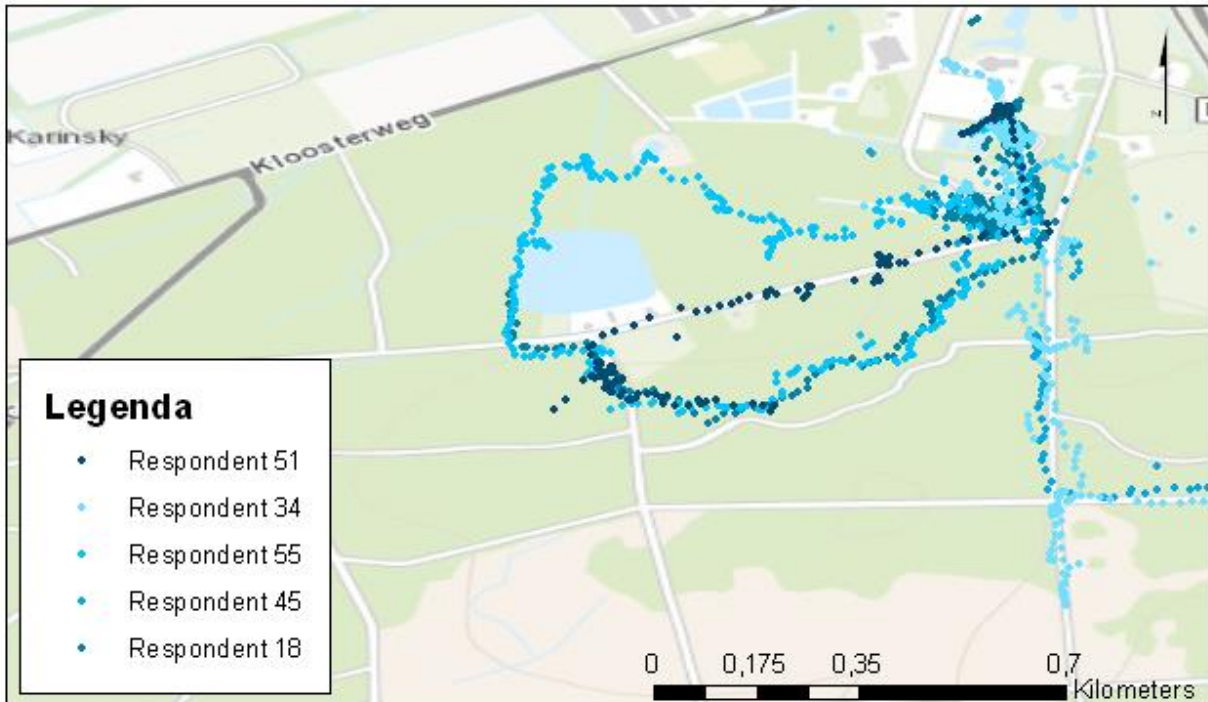 Karinsky
Kloosterweg
N
Legenda
Respondent 51
Respondent 34
Respondent 55
Respondent 45
Respondent 18
0 0,175 0,35 0,7
Kilometers